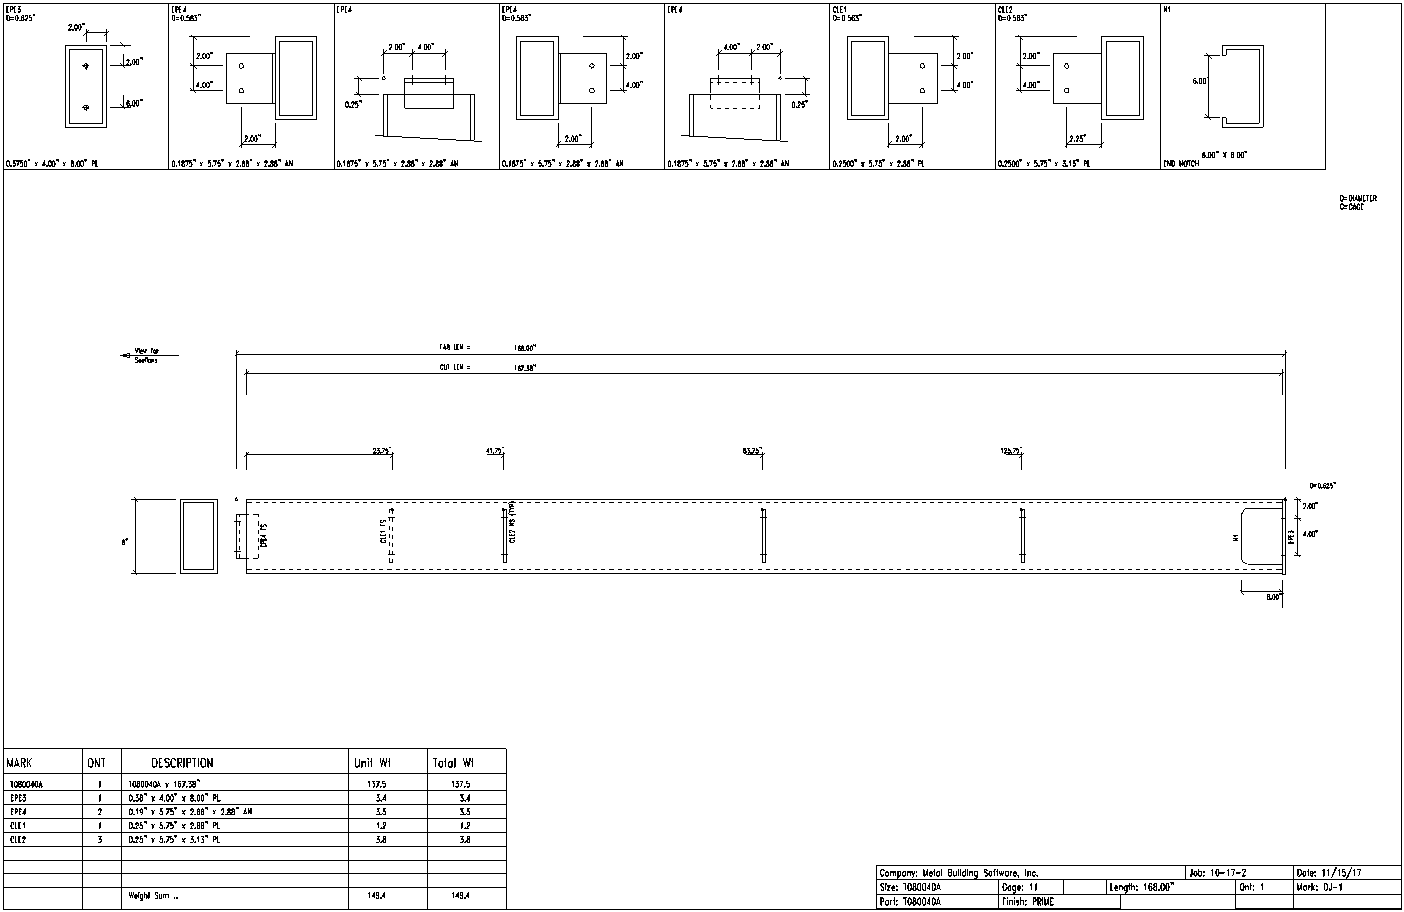 EPE3
D=0.625"
2.00"
2.00"
6.00"
0.3750" x 4.00" x 8.00" PL
EPE4
D=0.563"
2.00"
4.00"
2.00"
0.1875" x 5.75" x 2.88" x 2.88" AN
EPE4
2.00"
4.00"
0.25"
0.1875" x 5.75" x 2.88" x 2.88" AN
EPE4
D=0.563"
2.00"
4.00"
2.00"
0.1875" x 5.75" x 2.88" x 2.88" AN
EPE4
4.00"
2.00"
0.25"
0.1875" x 5.75" x 2.88" x 2.88" AN
CLE1
D=0.563"
2.00"
4.00"
2.00"
0.2500" x 5.75" x 2.88" PL
CLE2
D=0.563"
2.00"
4.00"
2.25"
0.2500" x 5.75" x 3.13" PL
N1
6.00"
6.00" X 8.00"
END NOTCH
D=DIAMETER
G=GAGE
View for
Sections
FAB LEN = 168.00"
CUT LEN = 167.38"
23.75"
41.75"
83.75"
125.75"
8"
EPE4 FS
CLE1 FS
CLE2 NS (TYP)
N1
EPE3
D=0.625"
2.00"
4.00"
8.00"
MARK QNT DESCRIPTION Unit Wt Total Wt
T080040A 1 T080040A x 167.38" 137.5 137.5
EPE3 1 0.38" x 4.00" x 8.00" PL 3.4 3.4
EPE4 2 0.19" x 5.75" x 2.88" x 2.88" AN 3.5 3.5
CLE1 1 0.25" x 5.75" x 2.88" PL 1.2 1.2
CLE2 3 0.25" x 5.75" x 3.13" PL 3.8 3.8
Weight Sum .. 149.4 149.4
Company: Metal Building Software, Inc. Job: 10-17-2 Date: 11/15/17
Size: T080040A Gage: 11 Length: 168.00" Qnt: 1 Mark: DJ-1
Part: T080040A Finish: PRIME